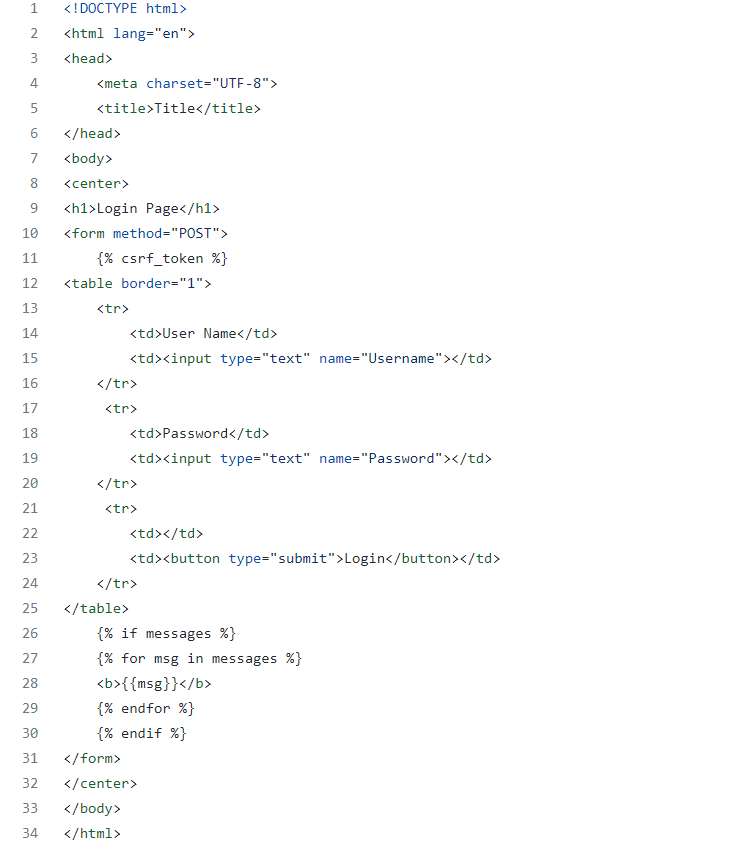 1 <!DOCTYPE html>
2 <html lang="en">
3 <head>
4     <meta charset="UTF-8">
5     <title>Title</title>
6 </head>
7 <body>
8 <center>
9 <h1>Login Page</h1>
10 <form method="POST">
11     {% csrf_token %}
12 <table border="1">
13     <tr>
14         <td>User Name</td>
15         <td><input type="text" name="Username"></td>
16     </tr>
17      <tr>
18         <td>Password</td>
19         <td><input type="text" name="Password"></td>
20     </tr>
21      <tr>
22         <td></td>
23         <td><button type="submit">Login</button></td>
24     </tr>
25 </table>
26     {% if messages %}
27     {% for msg in messages %}
28     <b>{{msg}}</b>
29     {% endfor %}
30     {% endif %}
31 </form>
32 </center>
33 </body>
34 </html>